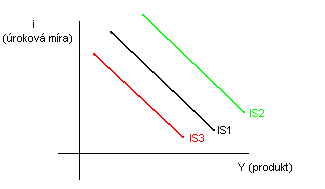 i
(úroková míra)
IS2
IS1
IS3
Y (produkt)